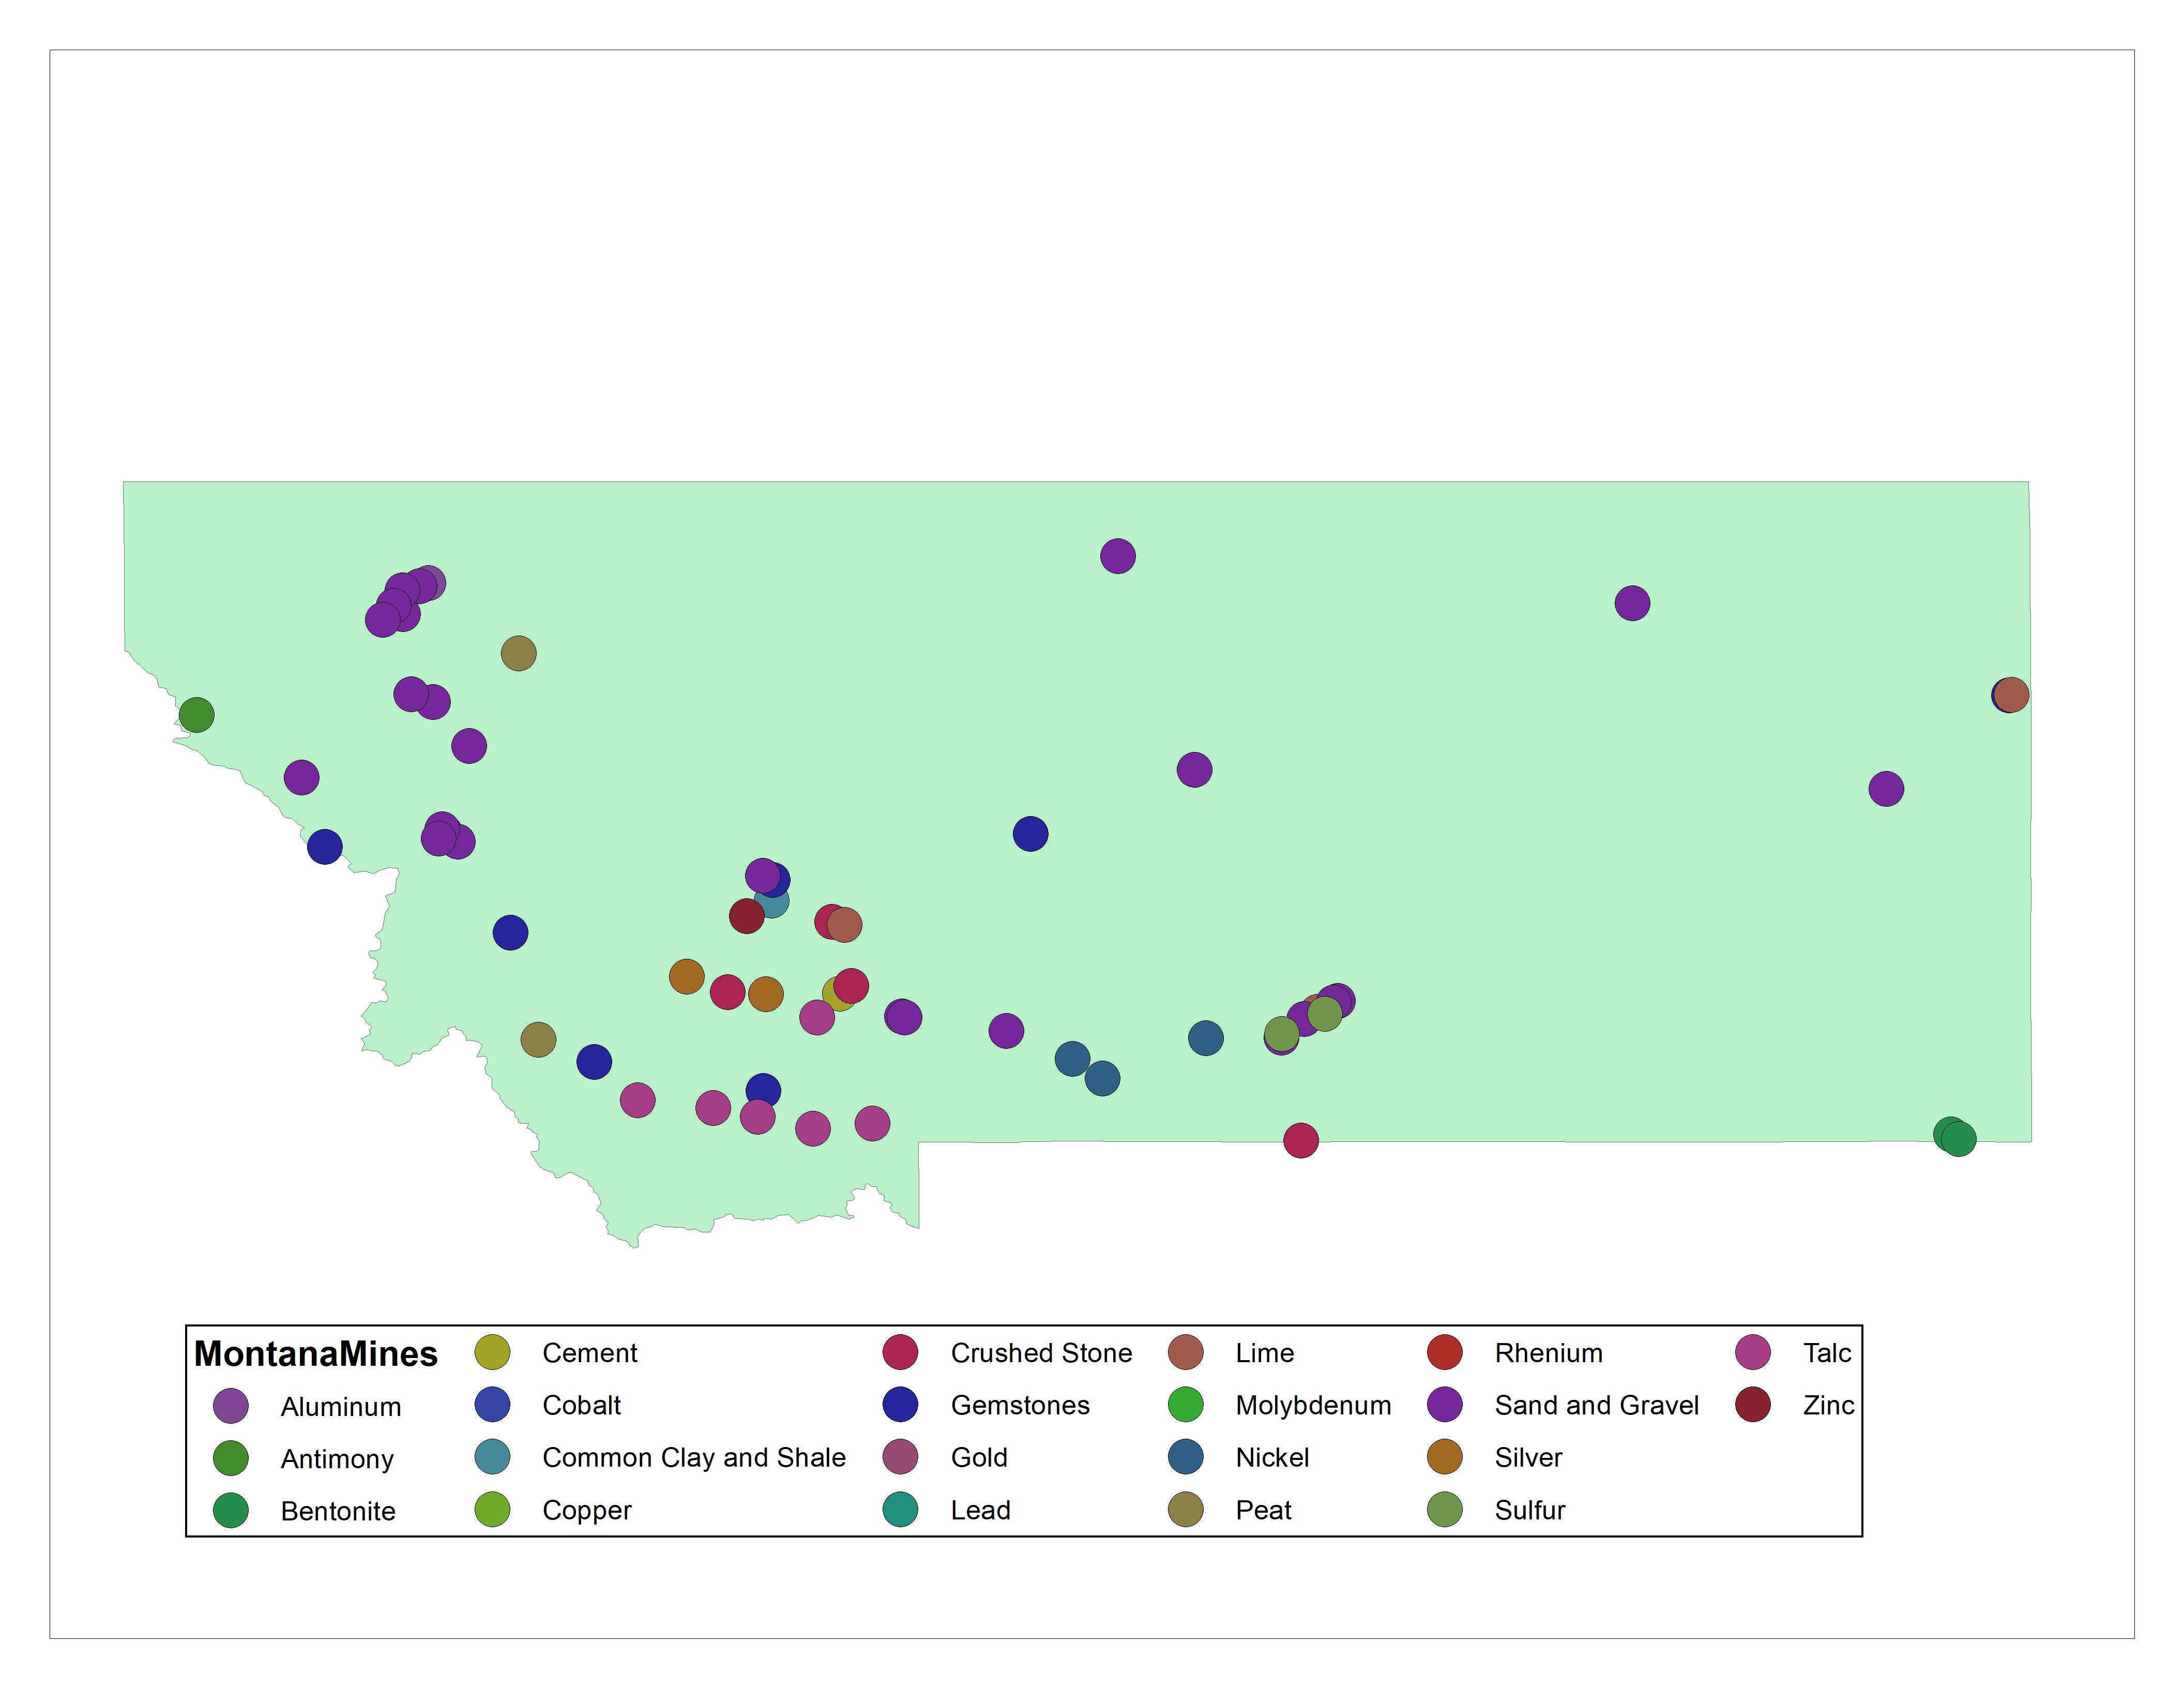 MontanaMines
Aluminum
Antimony
Bentonite
Cement
Cobalt
Common Clay and Shale
Copper
Crushed Stone
Gemstones
Gold
Lead
Lime
Molybdenum
Nickel
Peat
Rhenium
Sand and Gravel
Silver
Sulfur
Talc
Zinc